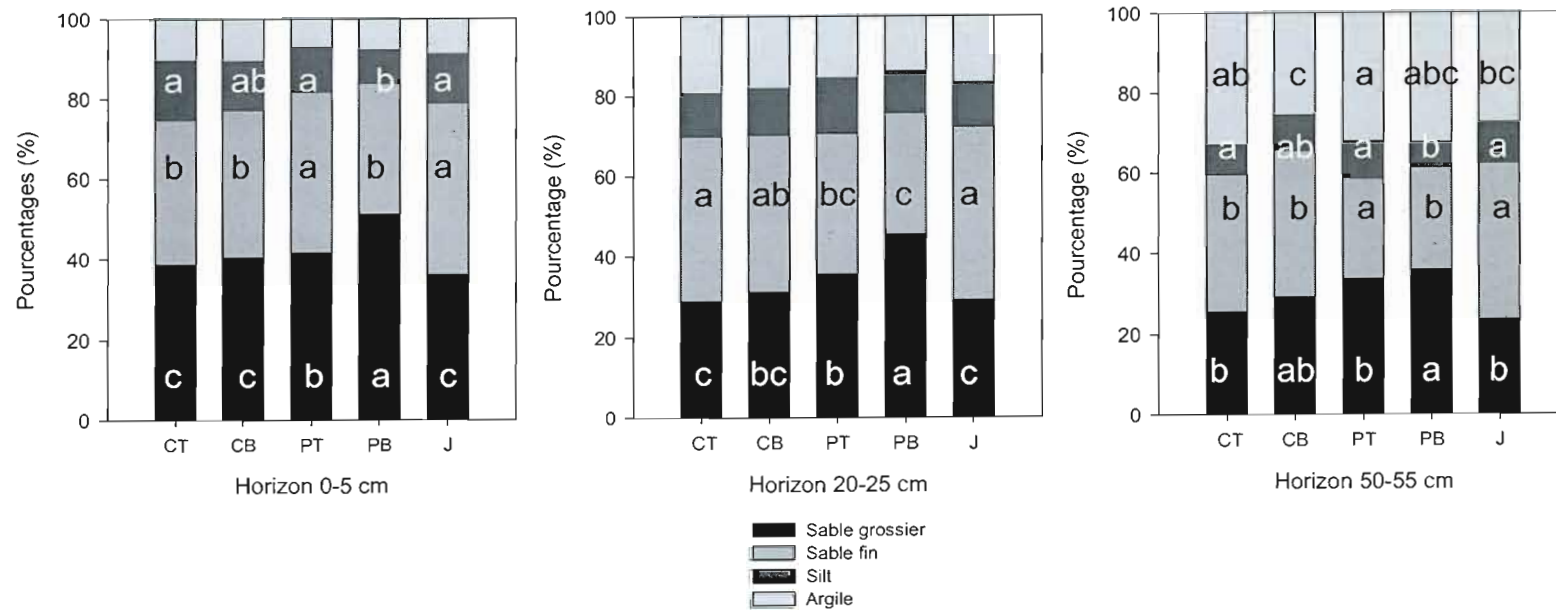 Pourcentages (%)
100
80
60
40
20
0
a ab a b a
b b a b a
c c b a c
CT CB PT PB J
Horizon 0-5 cm
Pourcentage (%)
100
80
60
40
20
0
a ab bc c a
c bc b a c
CT CB PT PB J
Horizon 20-25 cm
Pourcentage (%)
100
80
60
40
20
0
ab c a abc bc
a ab a b a
b b a b a
b ab b a b
CT CB PT PB J
Horizon 50-55 cm
Sable grossier
Sable fin
Silt
Argile